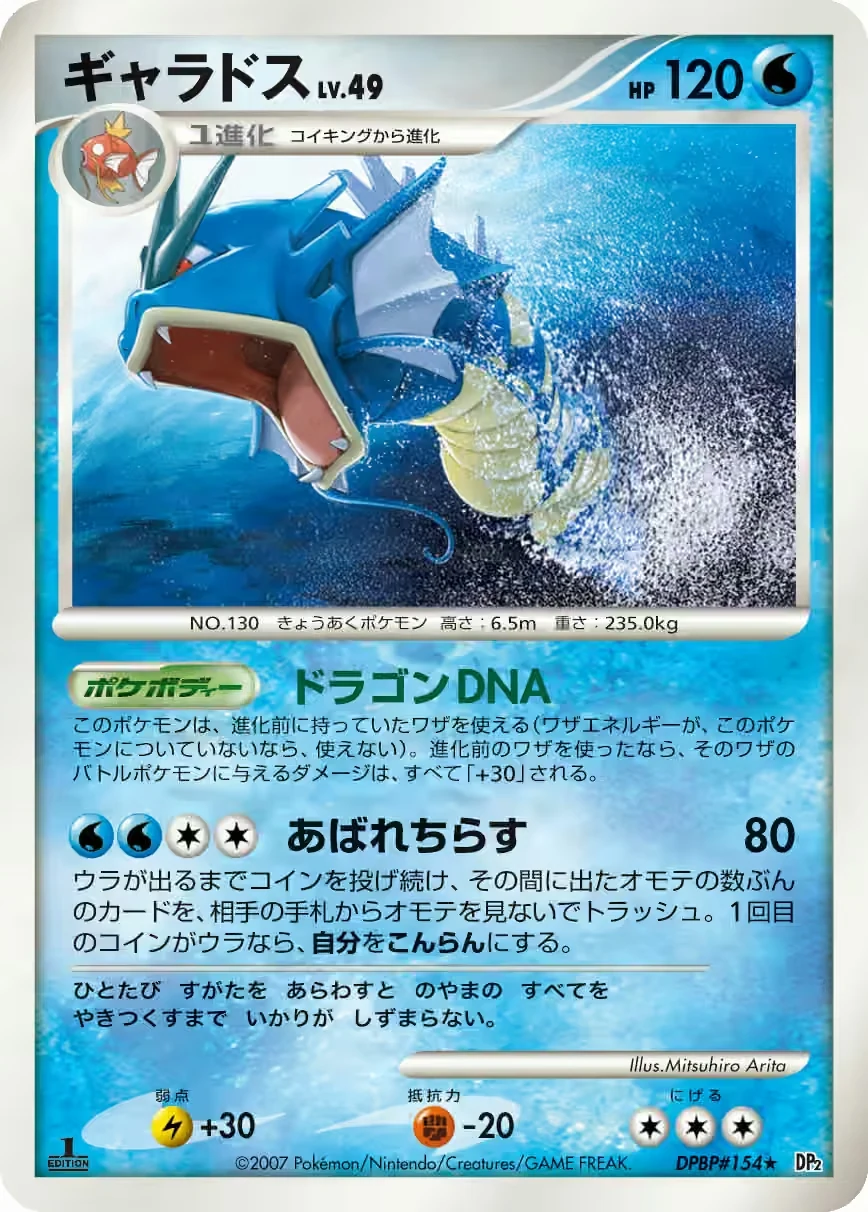 ギャラドス LV.49 HP 120
1進化 コイキングから進化
NO.130 きょうあくポケモン 高さ：6.5m 重さ：235.0kg
ポケボディー ドラゴンDNA
このポケモンは、進化前に持っていたワザを使える（ワザエネルギーが、このポケ
モンについていないなら、使えない）。進化前のワザを使ったなら、そのワザの
バトルポケモンに与えるダメージは、すべて「+30」される。
あばれちらす 80
ウラが出るまでコインを投げ続け、その間に出たオモテの数ぶん
のカードを、相手の手札からオモテを見ないでトラッシュ。1回目
のコインがウラなら、自分をこんらんにする。
ひとたび すがたを あらわすと のやまの すべてを
やきつくすまで いかりが しずまらない。
Illus.Mitsuhiro Arita
弱点 抵抗力 にげる
+30 -20
1 EDITION ©2007 Pokémon/Nintendo/Creatures/GAME FREAK. DPBP#154★ DP2